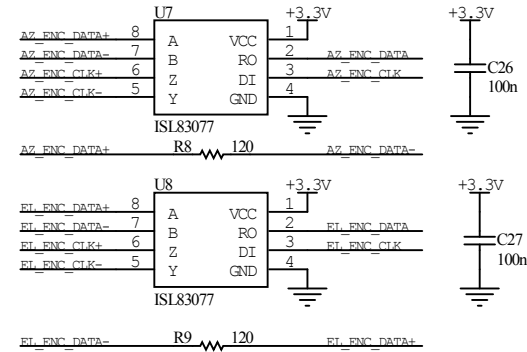 U7 +3.3V +3.3V
AZ_ENC_DATA+ 8 A VCC 1
AZ_ENC_DATA- 7 B RO 2 AZ_ENC_DATA
AZ_ENC_CLK+ 6 Z DI 3 AZ_ENC_CLK C26
AZ_ENC_CLK- 5 Y GND 4 100n
ISL83077
AZ_ENC_DATA+ R8 120 AZ_ENC_DATA-
U8 +3.3V +3.3V
EL_ENC_DATA+ 8 A VCC 1
EL_ENC_DATA- 7 B RO 2 EL_ENC_DATA
EL_ENC_CLK+ 6 Z DI 3 EL_ENC_CLK C27
EL_ENC_CLK- 5 Y GND 4 100n
ISL83077
EL_ENC_DATA- R9 120 EL_ENC_DATA+